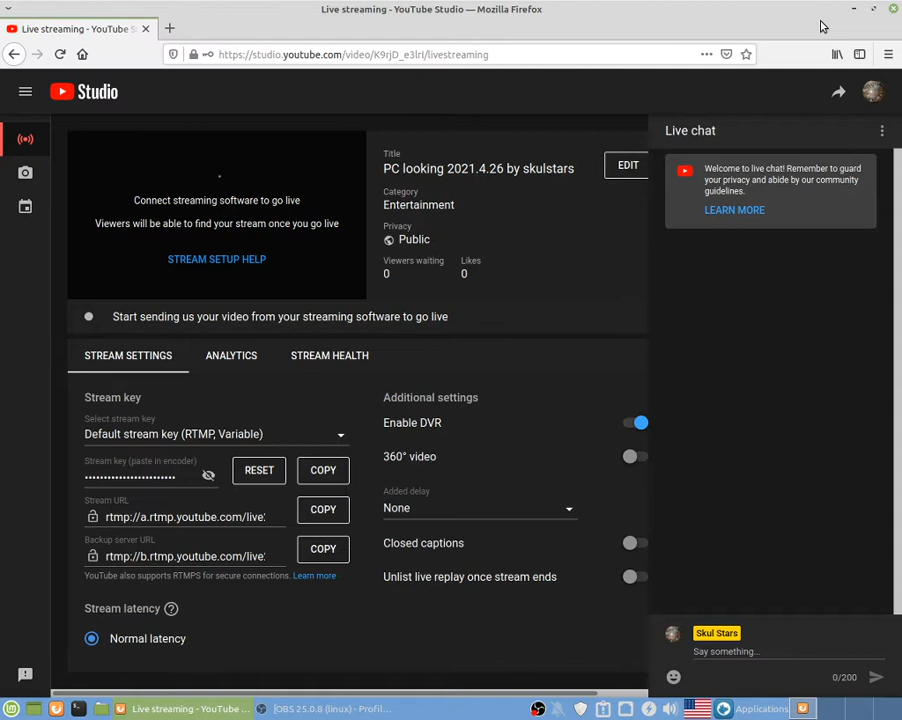 Live streaming - YouTube Studio — Mozilla Firefox
Live streaming - YouTube S
https://studio.youtube.com/video/K9rjD_e3lrI/livestreaming
Studio
Connect streaming software to go live
Viewers will be able to find your stream once you go live
STREAM SETUP HELP
Title
PC looking 2021.4.26 by skulstars
EDIT
Category
Entertainment
Privacy
Public
Viewers waiting
Likes
0
0
Start sending us your video from your streaming software to go live
STREAM SETTINGS
ANALYTICS
STREAM HEALTH
Stream key
Select stream key
Default stream key (RTMP, Variable)
Stream key (paste in encoder)
••••••••••••••••••••••••
RESET
COPY
Stream URL
rtmp://a.rtmp.youtube.com/live2
COPY
Backup server URL
rtmp://b.rtmp.youtube.com/live2
COPY
YouTube also supports RTMPS for secure connections. Learn more
Stream latency
Normal latency
Additional settings
Enable DVR
360° video
Added delay
None
Closed captions
Unlist live replay once stream ends
Live chat
Welcome to live chat! Remember to guard
your privacy and abide by our community
guidelines.
LEARN MORE
Skul Stars
Say something...
0/200
Live streaming - YouTube ...
[OBS 25.0.8 (linux) - Profil...
Applications